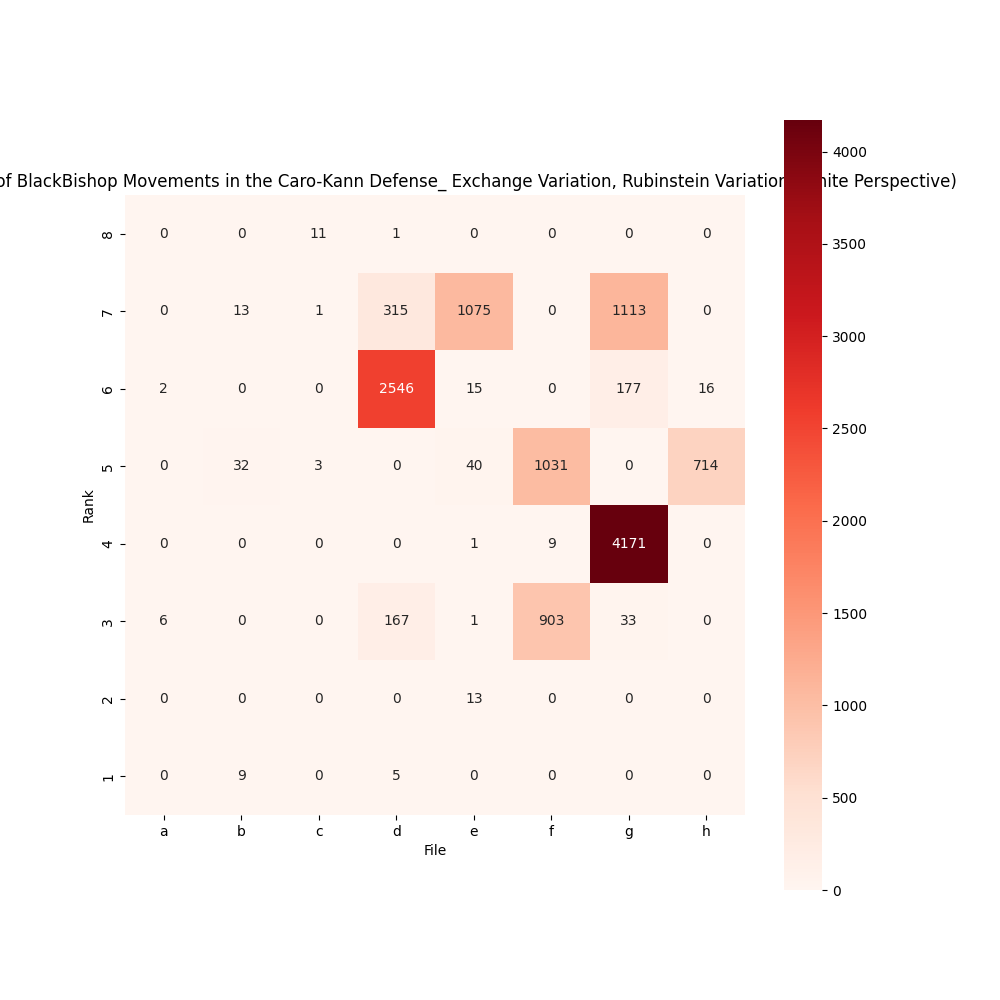 of BlackBishop Movements in the Caro-Kann Defense_ Exchange Variation, Rubinstein Variation Perspective)
4000
3500
3000
2500
2000
1500
1000
500
0
8 0 0 11 1 0 0 0 0
7 0 13 1 315 1075 0 1113 0
6 2 0 0 2546 15 0 177 16
5 0 32 3 0 40 1031 0 714
Rank
4 0 0 0 0 1 9 4171 0
3 6 0 0 167 1 903 33 0
2 0 0 0 0 13 0 0 0
1 0 9 0 5 0 0 0 0
a b c d e f g h
File